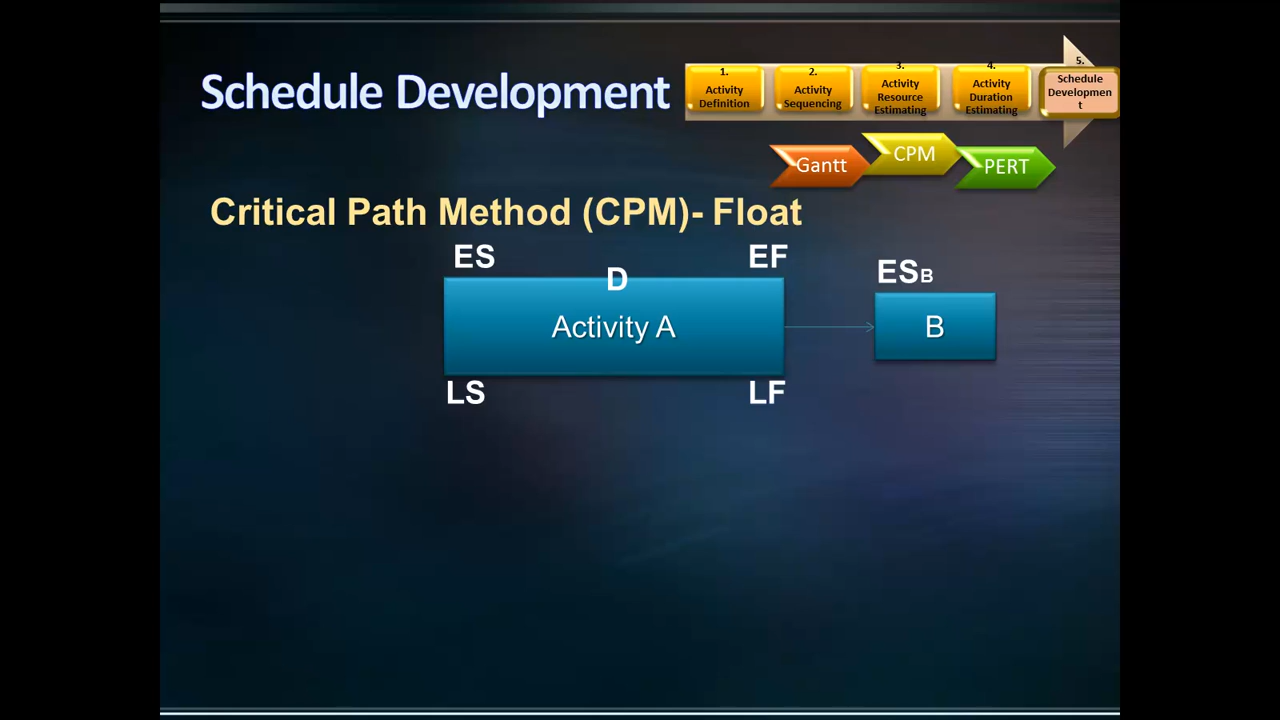 Schedule Development
1.
Activity
Definition
2.
Activity
Sequencing
3.
Activity
Resource
Estimating
4.
Activity
Duration
Estimating
5.
Schedule
Developmen
t
Gantt
CPM
PERT
Critical Path Method (CPM)- Float
ES
D
EF
Activity A
LS
LF
ESB
B